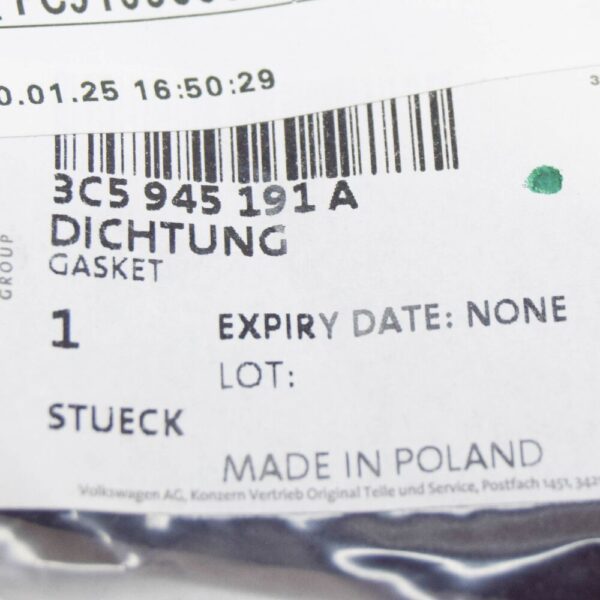 0.01.25 16:50:29
3C5 945 191 A
DICHTUNG
GASKET
GROUP
1
EXPIRY DATE: NONE
LOT:
STUECK
MADE IN POLAND
Volkswagen AG, Konzern Vertrieb Original Teile und Service, Postfach 1451, 342